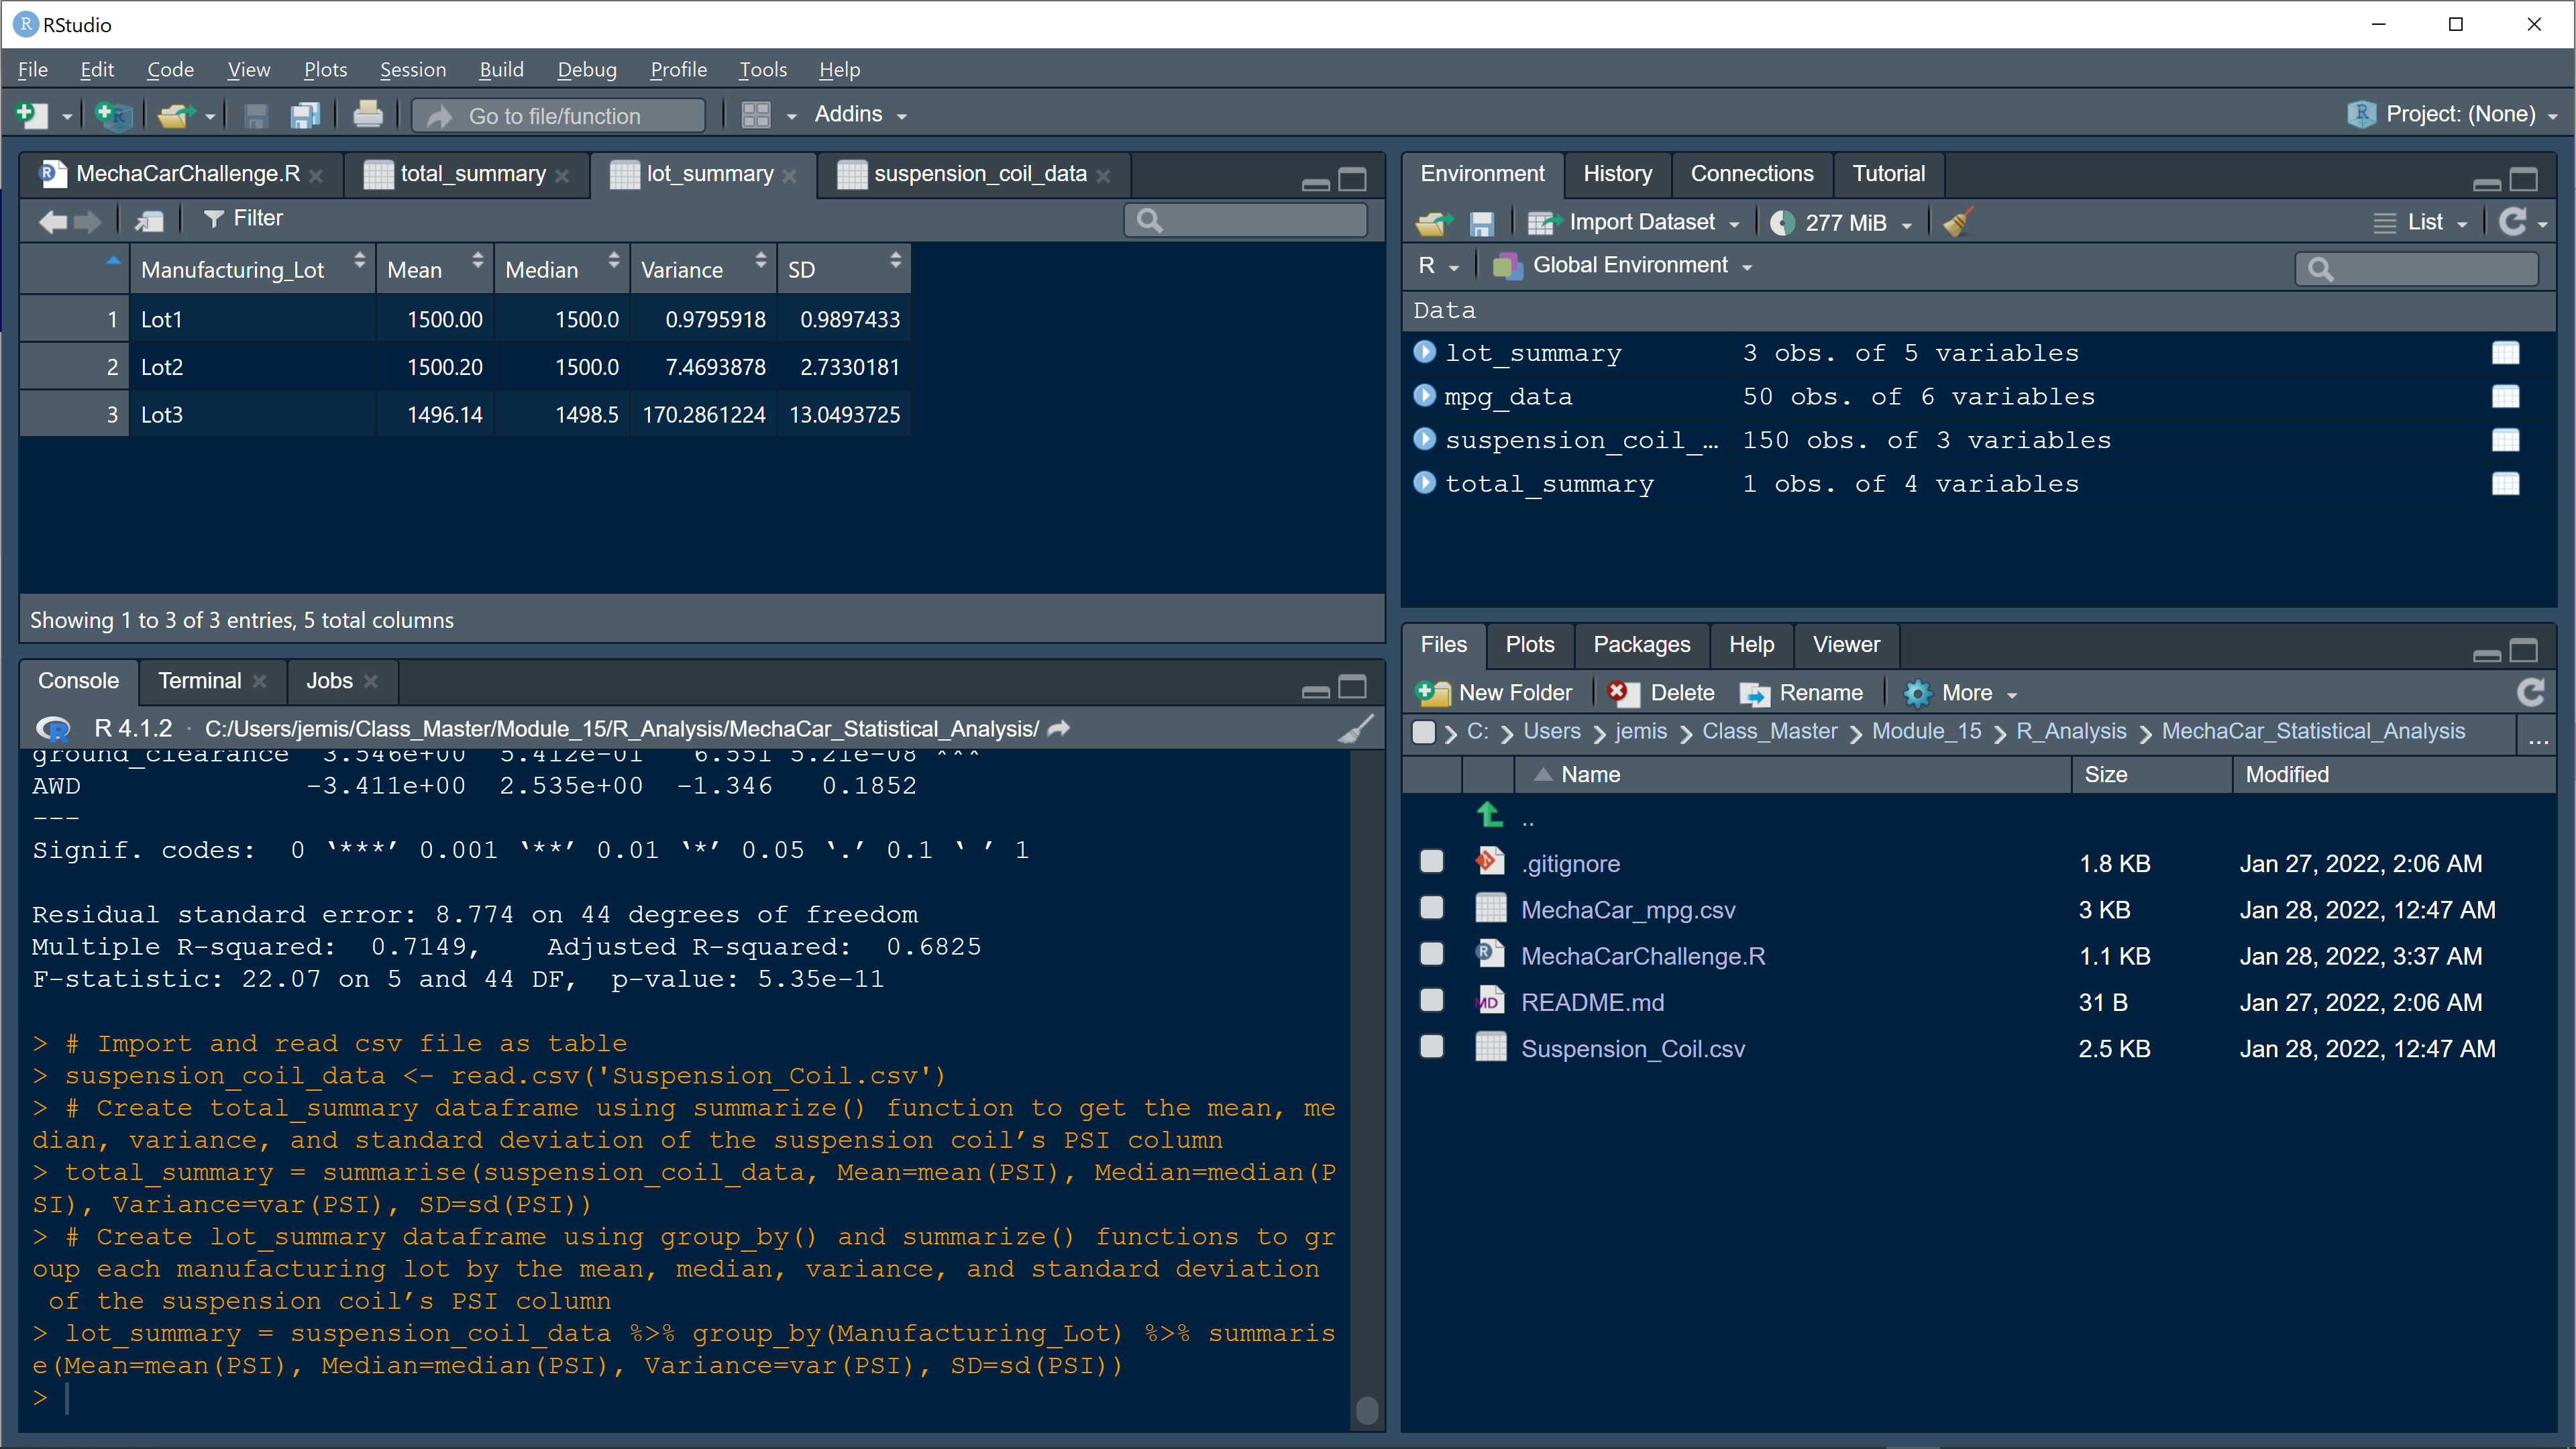 RStudio
File Edit Code View Plots Session Build Debug Profile Tools Help
Go to file/function Addins Project: (None)
MechaCarChallenge.R total_summary lot_summary suspension_coil_data
Filter
Manufacturing_Lot Mean Median Variance SD
1 Lot1 1500.00 1500.0 0.9795918 0.9897433
2 Lot2 1500.20 1500.0 7.4693878 2.7330181
3 Lot3 1496.14 1498.5 170.2861224 13.0493725
Showing 1 to 3 of 3 entries, 5 total columns
Console Terminal Jobs
R 4.1.2 · C:/Users/jemis/Class_Master/Module_15/R_Analysis/MechaCar_Statistical_Analysis/
ground_clearance 3.546e+00 5.412e-01 6.551 5.21e-08 ***
AWD -3.411e+00 2.535e+00 -1.346 0.1852
---
Signif. codes: 0 ‘***’ 0.001 ‘**’ 0.01 ‘*’ 0.05 ‘.’ 0.1 ‘ ’ 1
Residual standard error: 8.774 on 44 degrees of freedom
Multiple R-squared: 0.7149, Adjusted R-squared: 0.6825
F-statistic: 22.07 on 5 and 44 DF, p-value: 5.35e-11
> # Import and read csv file as table
> suspension_coil_data <- read.csv('Suspension_Coil.csv')
> # Create total_summary dataframe using summarize() function to get the mean, me
dian, variance, and standard deviation of the suspension coil’s PSI column
> total_summary = summarise(suspension_coil_data, Mean=mean(PSI), Median=median(P
SI), Variance=var(PSI), SD=sd(PSI))
> # Create lot_summary dataframe using group_by() and summarize() functions to gr
oup each manufacturing lot by the mean, median, variance, and standard deviation
of the suspension coil’s PSI column
> lot_summary = suspension_coil_data %>% group_by(Manufacturing_Lot) %>% summaris
e(Mean=mean(PSI), Median=median(PSI), Variance=var(PSI), SD=sd(PSI))
>
Environment History Connections Tutorial
Import Dataset 277 MiB List
R Global Environment
Data
lot_summary 3 obs. of 5 variables
mpg_data 50 obs. of 6 variables
suspension_coil_… 150 obs. of 3 variables
total_summary 1 obs. of 4 variables
Files Plots Packages Help Viewer
New Folder Delete Rename More
C: Users jemis Class_Master Module_15 R_Analysis MechaCar_Statistical_Analysis ...
Name Size Modified
..
.gitignore 1.8 KB Jan 27, 2022, 2:06 AM
MechaCar_mpg.csv 3 KB Jan 28, 2022, 12:47 AM
MechaCarChallenge.R 1.1 KB Jan 28, 2022, 3:37 AM
README.md 31 B Jan 27, 2022, 2:06 AM
Suspension_Coil.csv 2.5 KB Jan 28, 2022, 12:47 AM